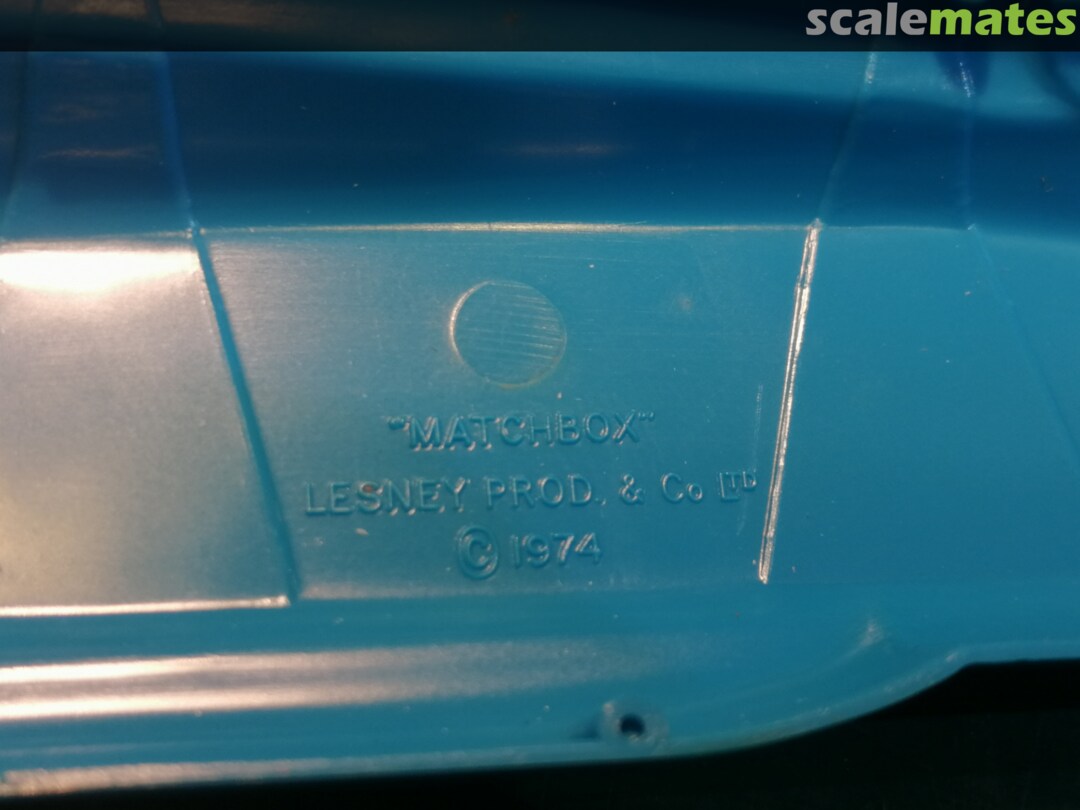 scalemates
"MATCHBOX"
LESNEY PROD. & Co LTD
© 1974